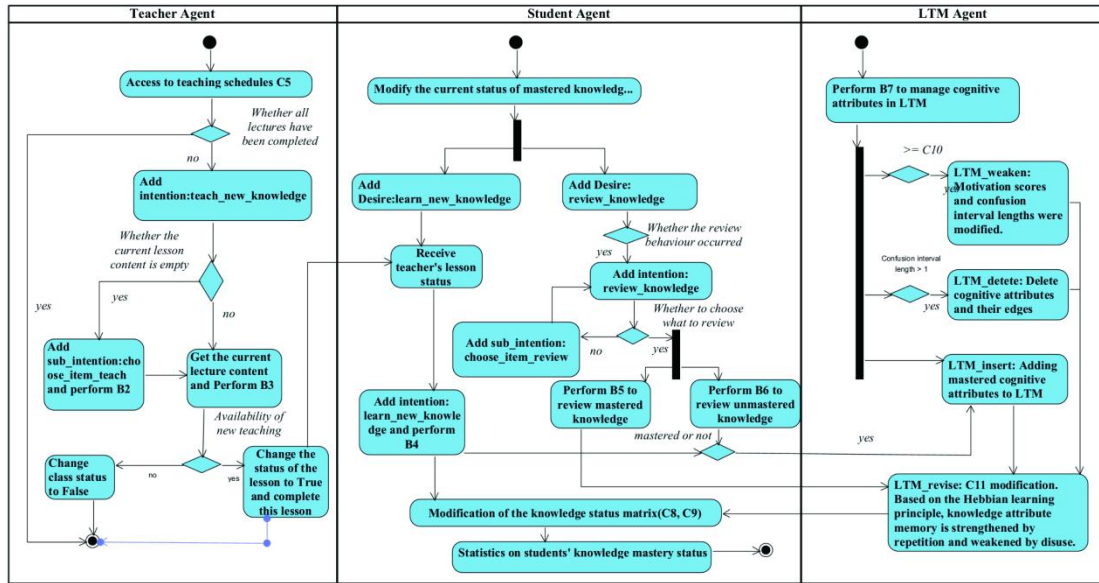 Teacher Agent
Student Agent
LTM Agent
Access to teaching schedules C5
Whether all
lectures have
been completed
no
Add
intention:teach_new_knowledge
Whether the
current lesson
content is empty
yes
yes
no
Add
sub_intention:cho
ose_item_teach
and perform B2
Get the current
lecture content
and Perform B3
Availability of
new teaching
no
yes
Change
class status
to False
Change the
status of the
lesson to True
and complete
this lesson
Modify the current status of mastered knowledg...
Add
Desire:learn_new_knowledge
Add Desire:
review_knowledge
Whether the review
behaviour occurred
yes
Receive
teacher's lesson
status
Add intention:
review_knowledge
Whether to choose
what to review
no
yes
Add sub_intention:
choose_item_review
Perform B5 to
review mastered
knowledge
Perform B6 to
review unmastered
knowledge
Add intention:
learn_new_knowle
dge and perform
B4
mastered or not
yes
Modification of the knowledge status matrix(C8, C9)
Statistics on students' knowledge mastery status
Perform B7 to manage cognitive
attributes in LTM
>= C10
yes
LTM_weaken:
Motivation scores
and confusion
interval lengths were
modified.
Confusion interval
length > 1
yes
LTM_detete: Delete
cognitive attributes
and their edges
LTM_insert: Adding
mastered cognitive
attributes to LTM
LTM_revise: C11 modification.
Based on the Hebbian learning
principle, knowledge attribute
memory is strengthened by
repetition and weakened by disuse.